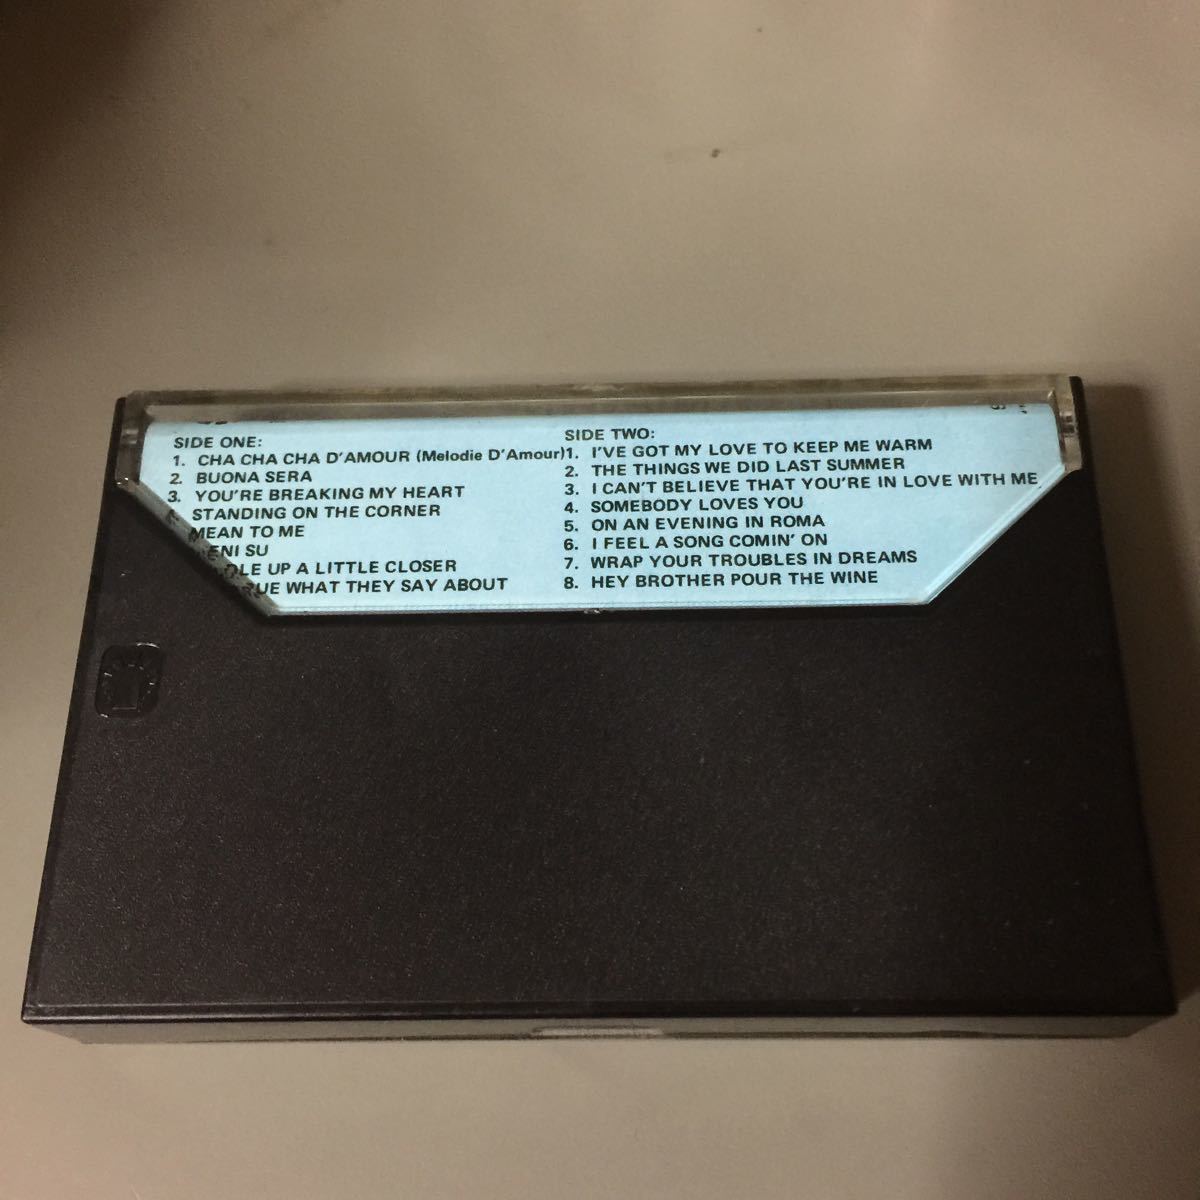 SIDE ONE:
1. CHA CHA CHA D'AMOUR (Melodie D'Amour)
2. BUONA SERA
3. YOU'RE BREAKING MY HEART
STANDING ON THE CORNER
MEAN TO ME
ENI SU
DLE UP A LITTLE CLOSER
RUE WHAT THEY SAY ABOUT
SIDE TWO:
1. I'VE GOT MY LOVE TO KEEP ME WARM
2. THE THINGS WE DID LAST SUMMER
3. I CAN'T BELIEVE THAT YOU'RE IN LOVE WITH ME
4. SOMEBODY LOVES YOU
5. ON AN EVENING IN ROMA
6. I FEEL A SONG COMIN' ON
7. WRAP YOUR TROUBLES IN DREAMS
8. HEY BROTHER POUR THE WINE